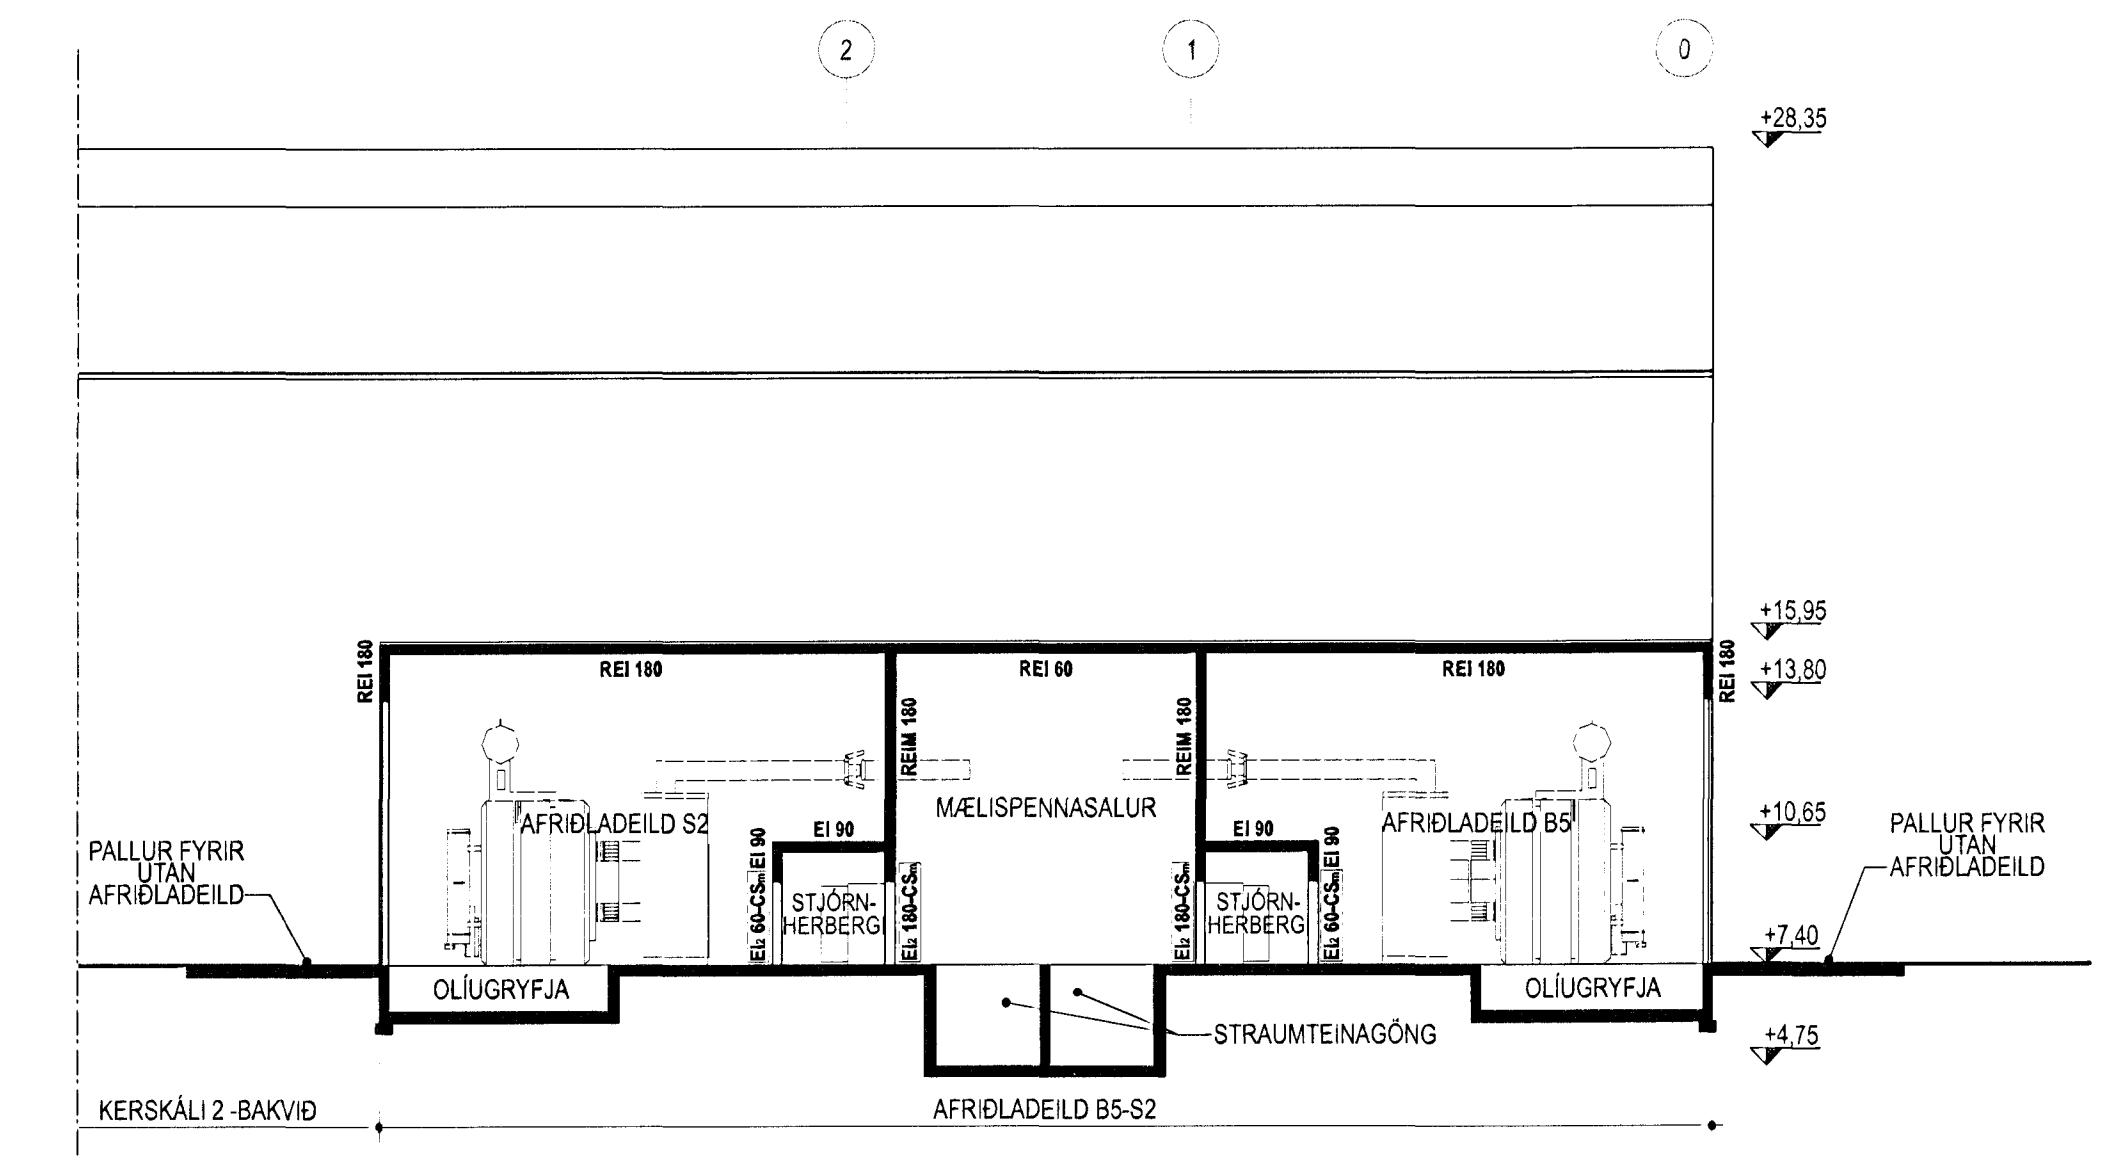 2
1
0
+28,35
+15,95
REI 180
REI 180
REI 60
REI 180
REI 180
+13,80
REIM 180
REIM 180
MÆLISPENNASALUR
AFRIÐLADEILD S2
AFRIÐLADEILD B5
+10,65
EI 90
EI 90
EI 90
EI 90
PALLUR FYRIR
UTAN
AFRIÐLADEILD
PALLUR FYRIR
UTAN
AFRIÐLADEILD
EI₂ 60-CSₘ
STJÓRN-
HERBERGI
EI₂ 180-CSₘ
EI₂ 180-CSₘ
STJÓRN-
HERBERGI
EI₂ 60-CSₘ
+7,40
OLÍUGRYFJA
OLÍUGRYFJA
STRAUMTEINAGÖNG
+4,75
KERSKÁLI 2 -BAKVIÐ
AFRIÐLADEILD B5-S2